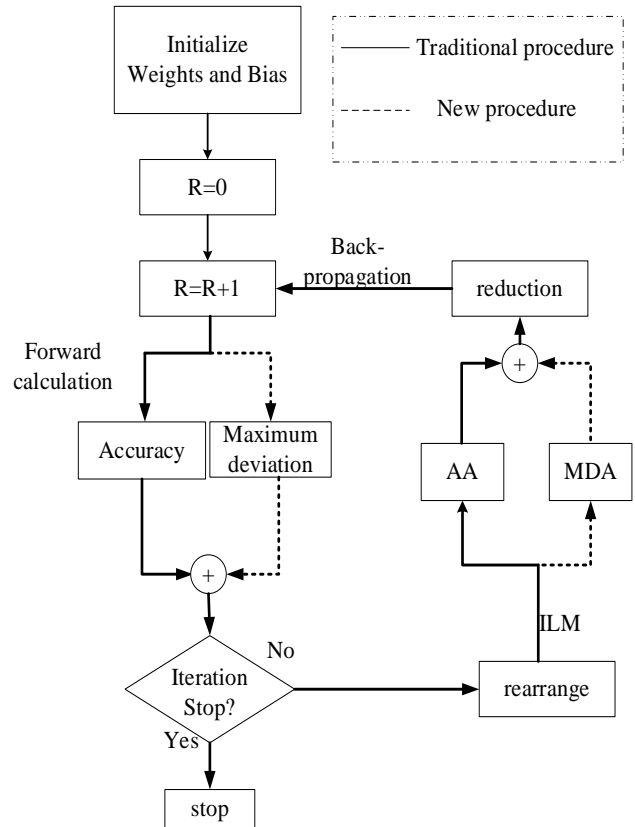 Initialize
Weights and Bias
Traditional procedure
New procedure
R=0
R=R+1
Back-
propagation
reduction
Forward
calculation
+
Accuracy
Maximum
deviation
AA
MDA
+
ILM
No
Iteration
Stop?
rearrange
Yes
stop